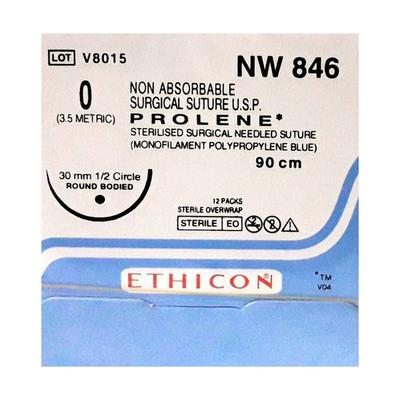 LOT V8015
NW 846
0
(3.5 METRIC)
NON ABSORBABLE
SURGICAL SUTURE U.S.P.
PROLENE*
STERILISED SURGICAL NEEDLED SUTURE
(MONOFILAMENT POLYPROPYLENE BLUE)
90 cm
30 mm 1/2 Circle
ROUND BODIED
12 PACKS
STERILE OVERWRAP
STERILE EO
ETHICON®
*™
V04